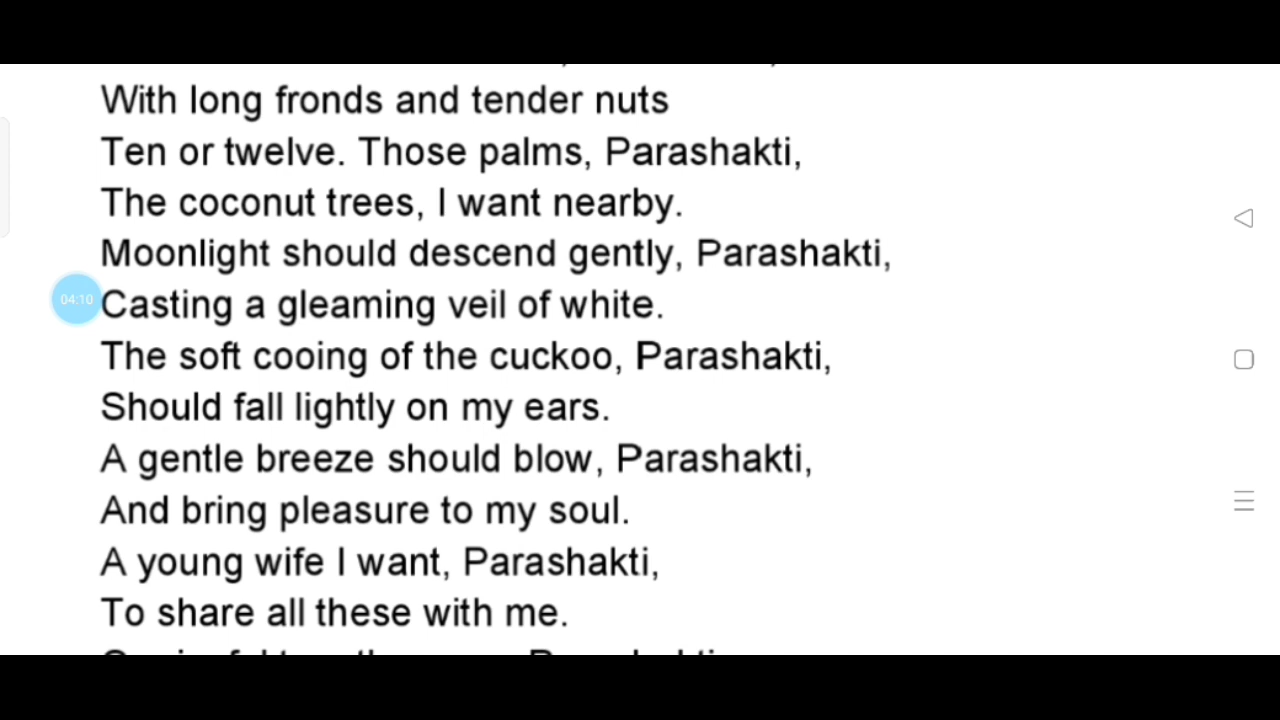 With long fronds and tender nuts
Ten or twelve. Those palms, Parashakti,
The coconut trees, I want nearby.
Moonlight should descend gently, Parashakti,
04:10
Casting a gleaming veil of white.
The soft cooing of the cuckoo, Parashakti,
Should fall lightly on my ears.
A gentle breeze should blow, Parashakti,
And bring pleasure to my soul.
A young wife I want, Parashakti,
To share all these with me.